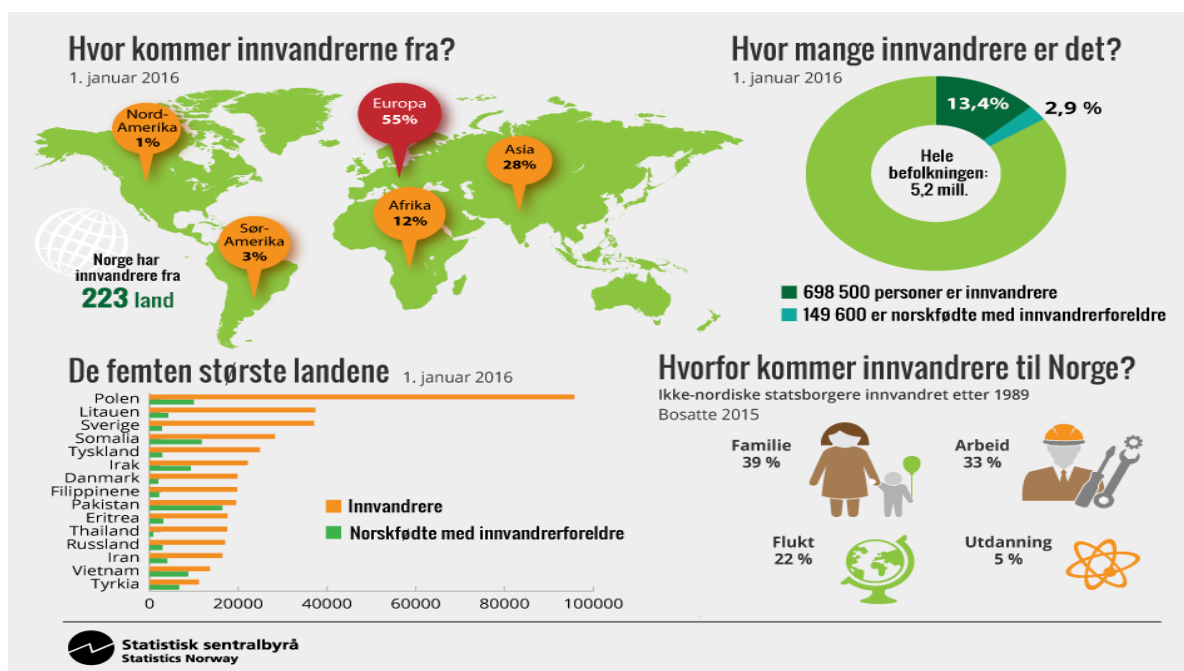 Hvor kommer innvandrerne fra?
1. januar 2016
Nord-
Amerika
1%
Europa
55%
Asia
28%
Afrika
12%
Sør-
Amerika
3%
Norge har
innvandrere fra
223 land
Hvor mange innvandrere er det?
1. januar 2016
13,4%
2,9 %
Hele
befolkningen:
5,2 mill.
698 500 personer er innvandrere
149 600 er norskfødte med innvandrerforeldre
De femten største landene 1. januar 2016
Polen
Litauen
Sverige
Somalia
Tyskland
Irak
Danmark
Filippinene
Pakistan
Eritrea
Thailand
Russland
Iran
Vietnam
Tyrkia
0 20000 40000 60000 80000 100000
Innvandrere
Norskfødte med innvandrerforeldre
Hvorfor kommer innvandrere til Norge?
Ikke-nordiske statsborgere innvandret etter 1989
Bosatte 2015
Familie
39 %
Arbeid
33 %
Flukt
22 %
Utdanning
5 %
Statistisk sentralbyrå
Statistics Norway